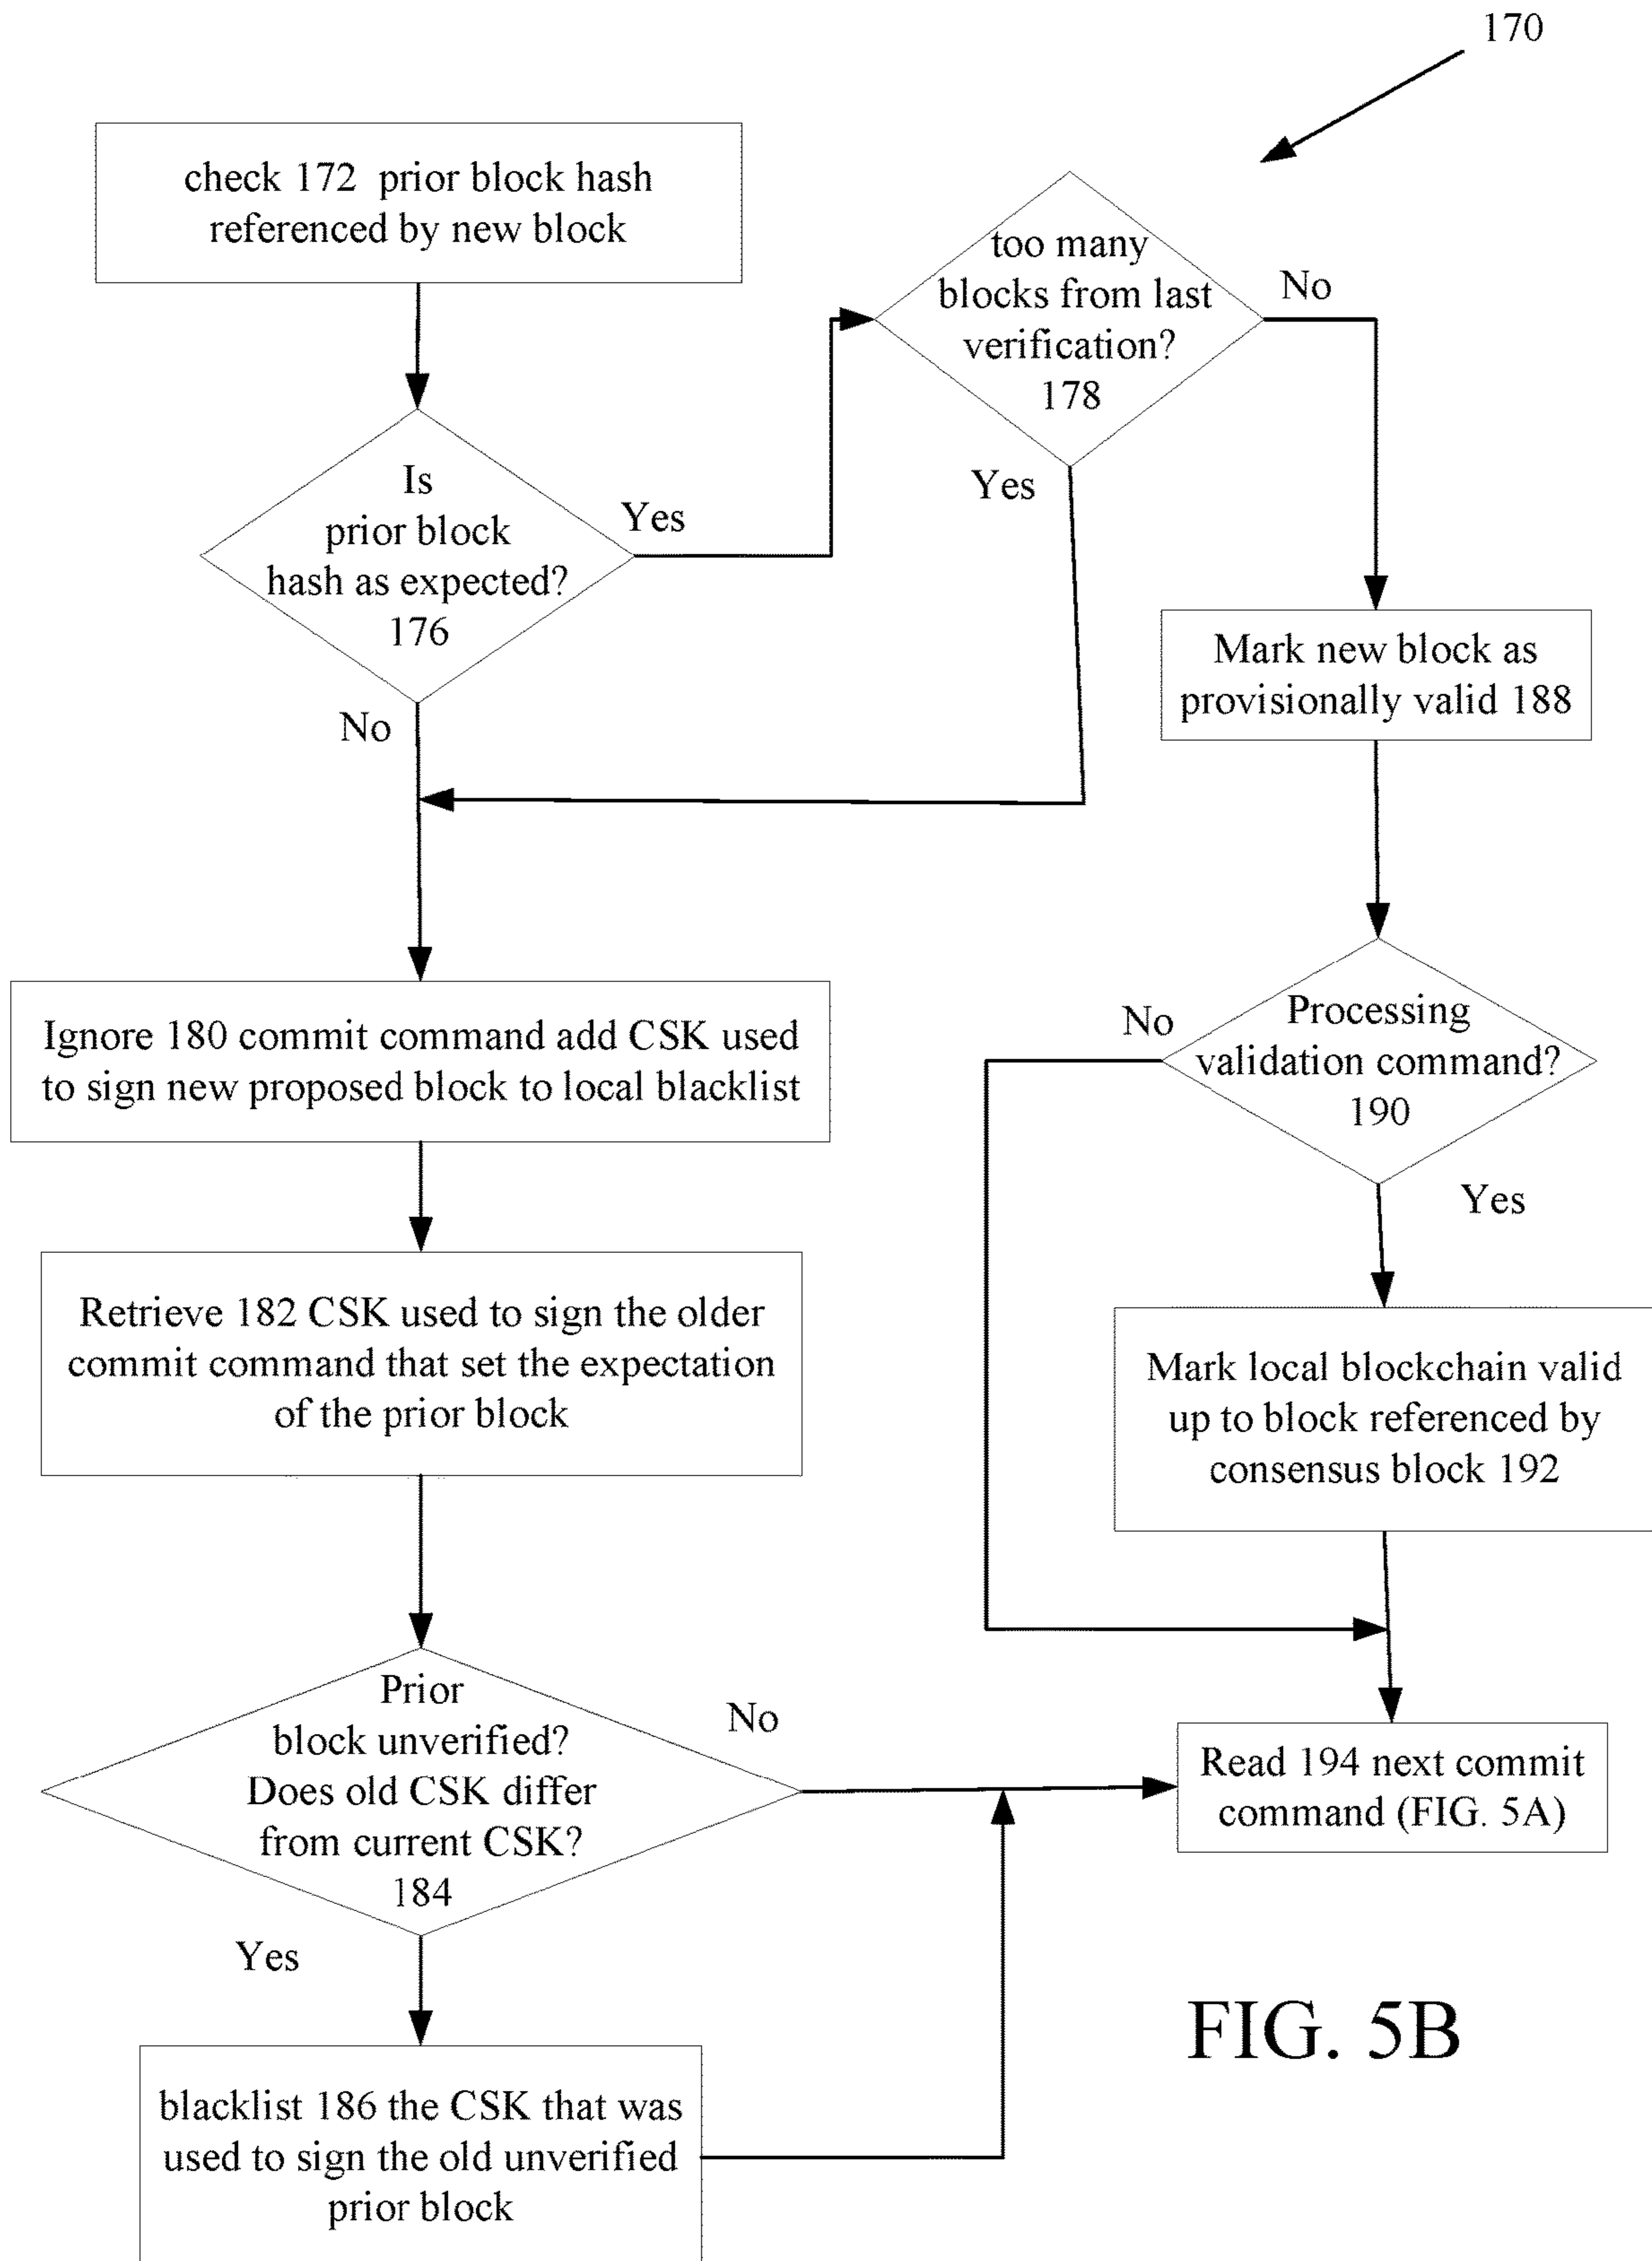 170
check 172 prior block hash
referenced by new block
too many
blocks from last
verification?
178
No
Yes
Is
prior block
hash as expected?
176
Yes
No
Mark new block as
provisionally valid 188
Ignore 180 commit command add CSK used
to sign new proposed block to local blacklist
Processing
validation command?
190
No
Yes
Retrieve 182 CSK used to sign the older
commit command that set the expectation
of the prior block
Mark local blockchain valid
up to block referenced by
consensus block 192
Prior
block unverified?
Does old CSK differ
from current CSK?
184
No
Yes
Read 194 next commit
command (FIG. 5A)
blacklist 186 the CSK that was
used to sign the old unverified
prior block
FIG. 5B